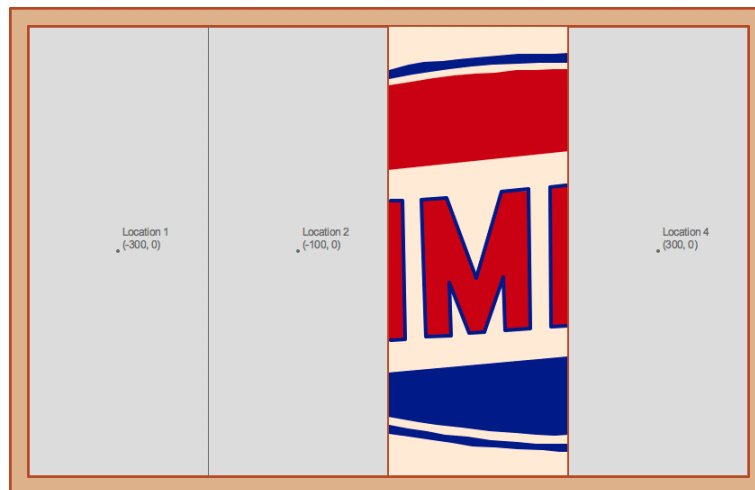 Location 1
(-300, 0)
Location 2
(-100, 0)
M
Location 4
(300, 0)